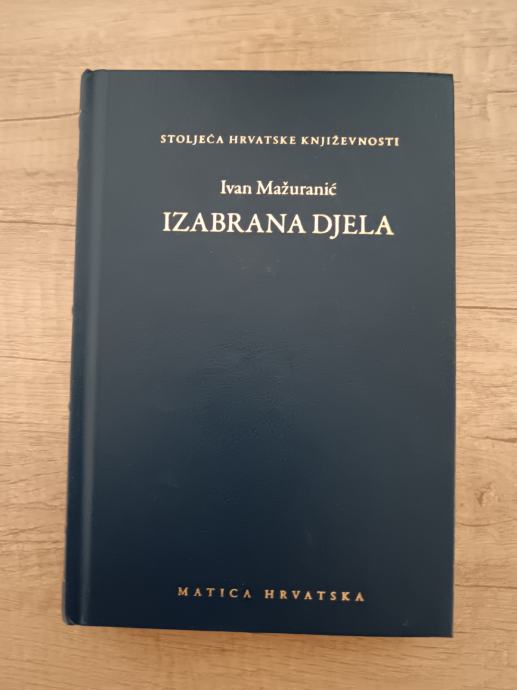 STOLJEĆA HRVATSKE KNJIŽEVNOSTI
Ivan Mažuranić
IZABRANA DJELA
MATICA HRVATSKA